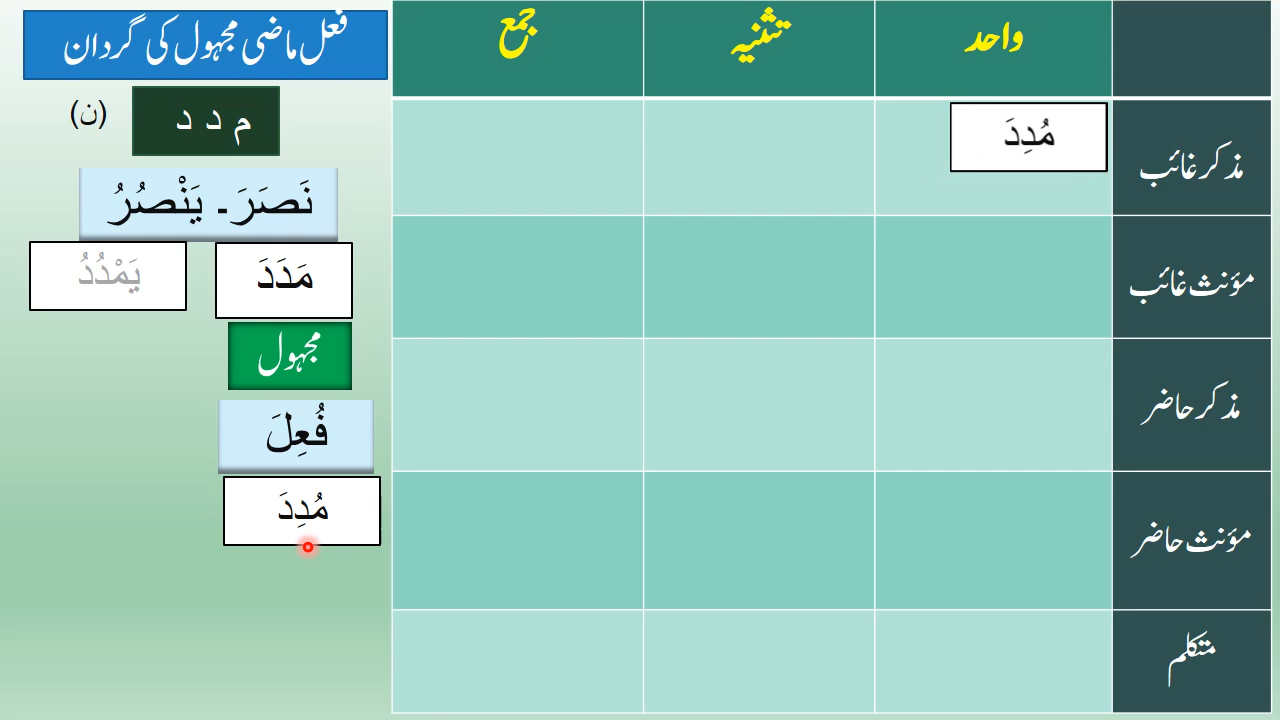 فعل ماضی مجہول کی گردان
م د د (ن)
نَصَرَ۔ يَنْصُرُ
مَدَدَ يَمْدُدُ
مجہول
فُعِلَ
مُدِدَ
واحد تثنیہ جمع
مذکر غائب مُدِدَ
مؤنث غائب
مذکر حاضر
مؤنث حاضر
متکلم